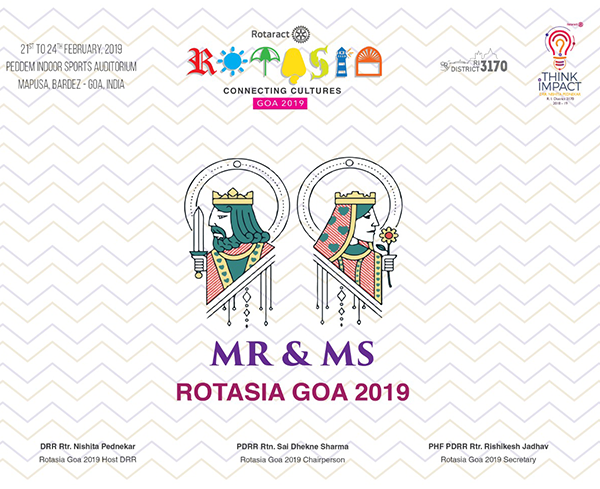 21ST TO 24TH FEBRUARY, 2019
PEDDEM INDOOR SPORTS AUDITORIUM
MAPUSA, BARDEZ - GOA, INDIA
Rotaract
ROTASIA
CONNECTING CULTURES
GOA 2019
RI
DISTRICT 3170
THINK
IMPACT
MR & MS
ROTASIA GOA 2019
DRR Rtr. Nishita Pednekar
Rotasia Goa 2019 Host DRR
PDRR Rtn. Sai Dhekne Sharma
Rotasia Goa 2019 Chairperson
PHF PDRR Rtr. Rishikesh Jadhav
Rotasia Goa 2019 Secretary